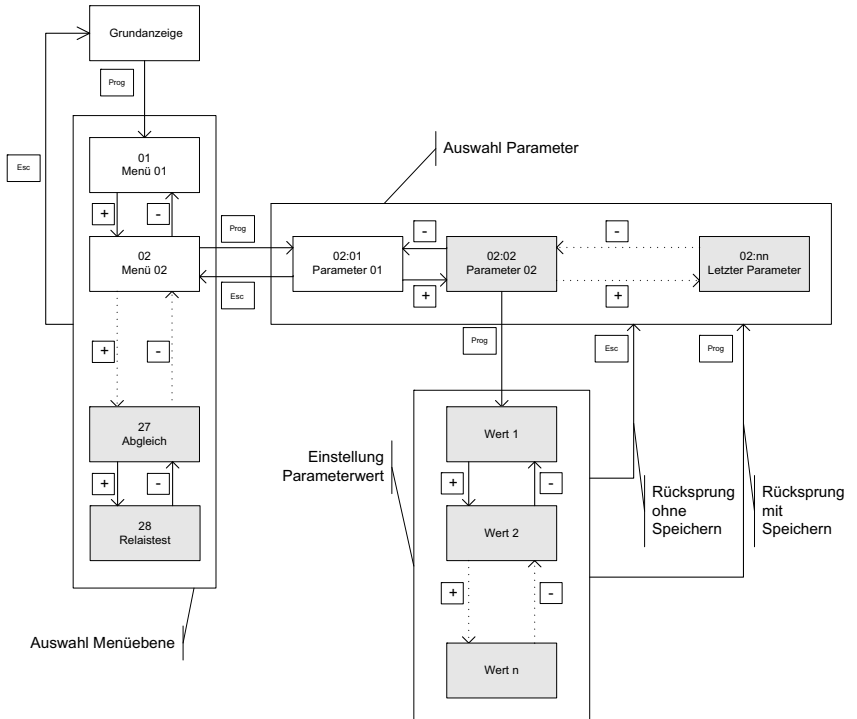 Grundanzeige
Prog
Esc
01
Menü 01
+
-
02
Menü 02
+
-
27
Abgleich
+
-
28
Relaistest
Auswahl Menüebene
Prog
Esc
Auswahl Parameter
02:01
Parameter 01
-
+
02:02
Parameter 02
-
+
02:nn
Letzter Parameter
Prog
Esc
Prog
Einstellung
Parameterwert
Wert 1
+
-
Wert 2
+
-
Wert n
Rücksprung
ohne
Speichern
Rücksprung
mit
Speichern